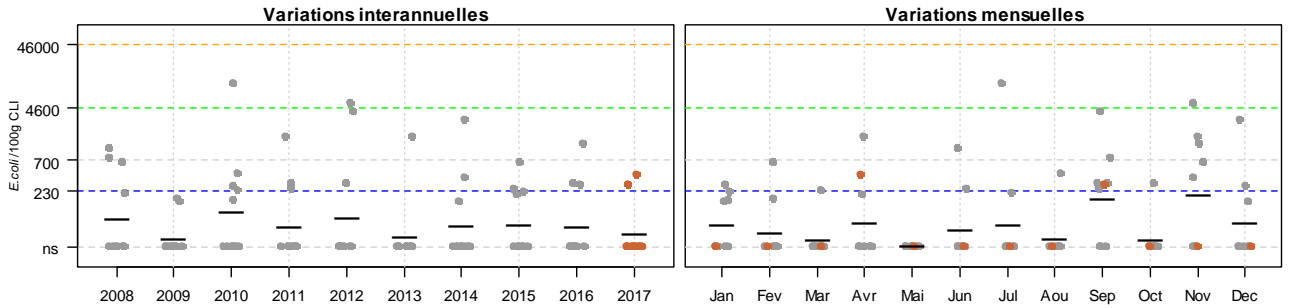 Variations interannuelles
Variations mensuelles
E.coli/100g CLI
46000
4600
700
230
ns
2008 2009 2010 2011 2012 2013 2014 2015 2016 2017
Jan Fev Mar Avr Mai Jun Jul Aou Sep Oct Nov Dec